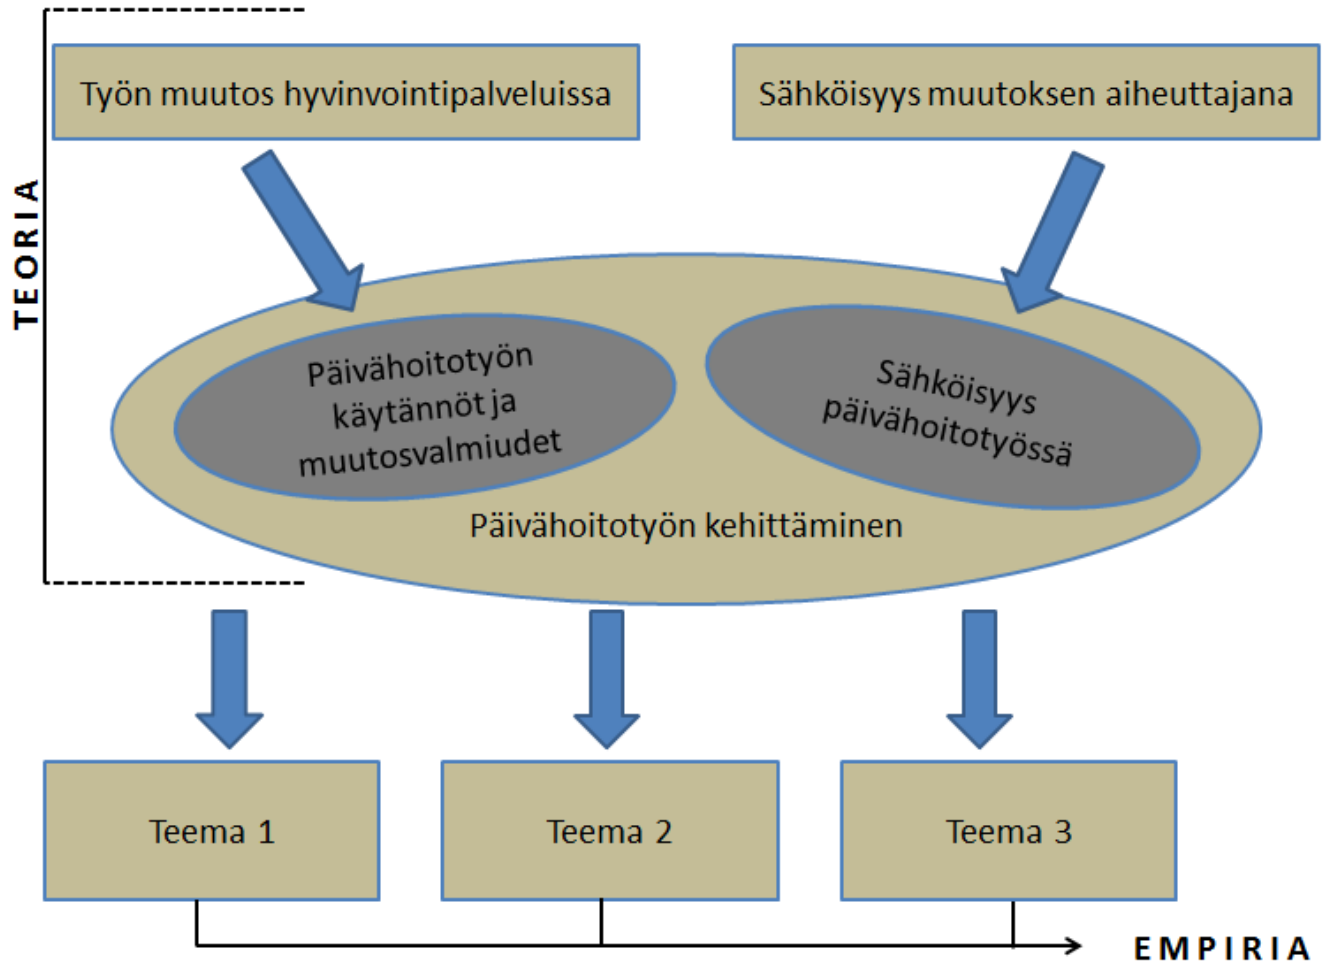 Työn muutos hyvinvointipalveluissa
Sähköisyys muutoksen aiheuttajana
TEORIA
Päivähoitotyön
käytännöt ja
muutosvalmiudet
Sähköisyys
päivähoitotyössä
Päivähoitotyön kehittäminen
Teema 1
Teema 2
Teema 3
EMPIRIA